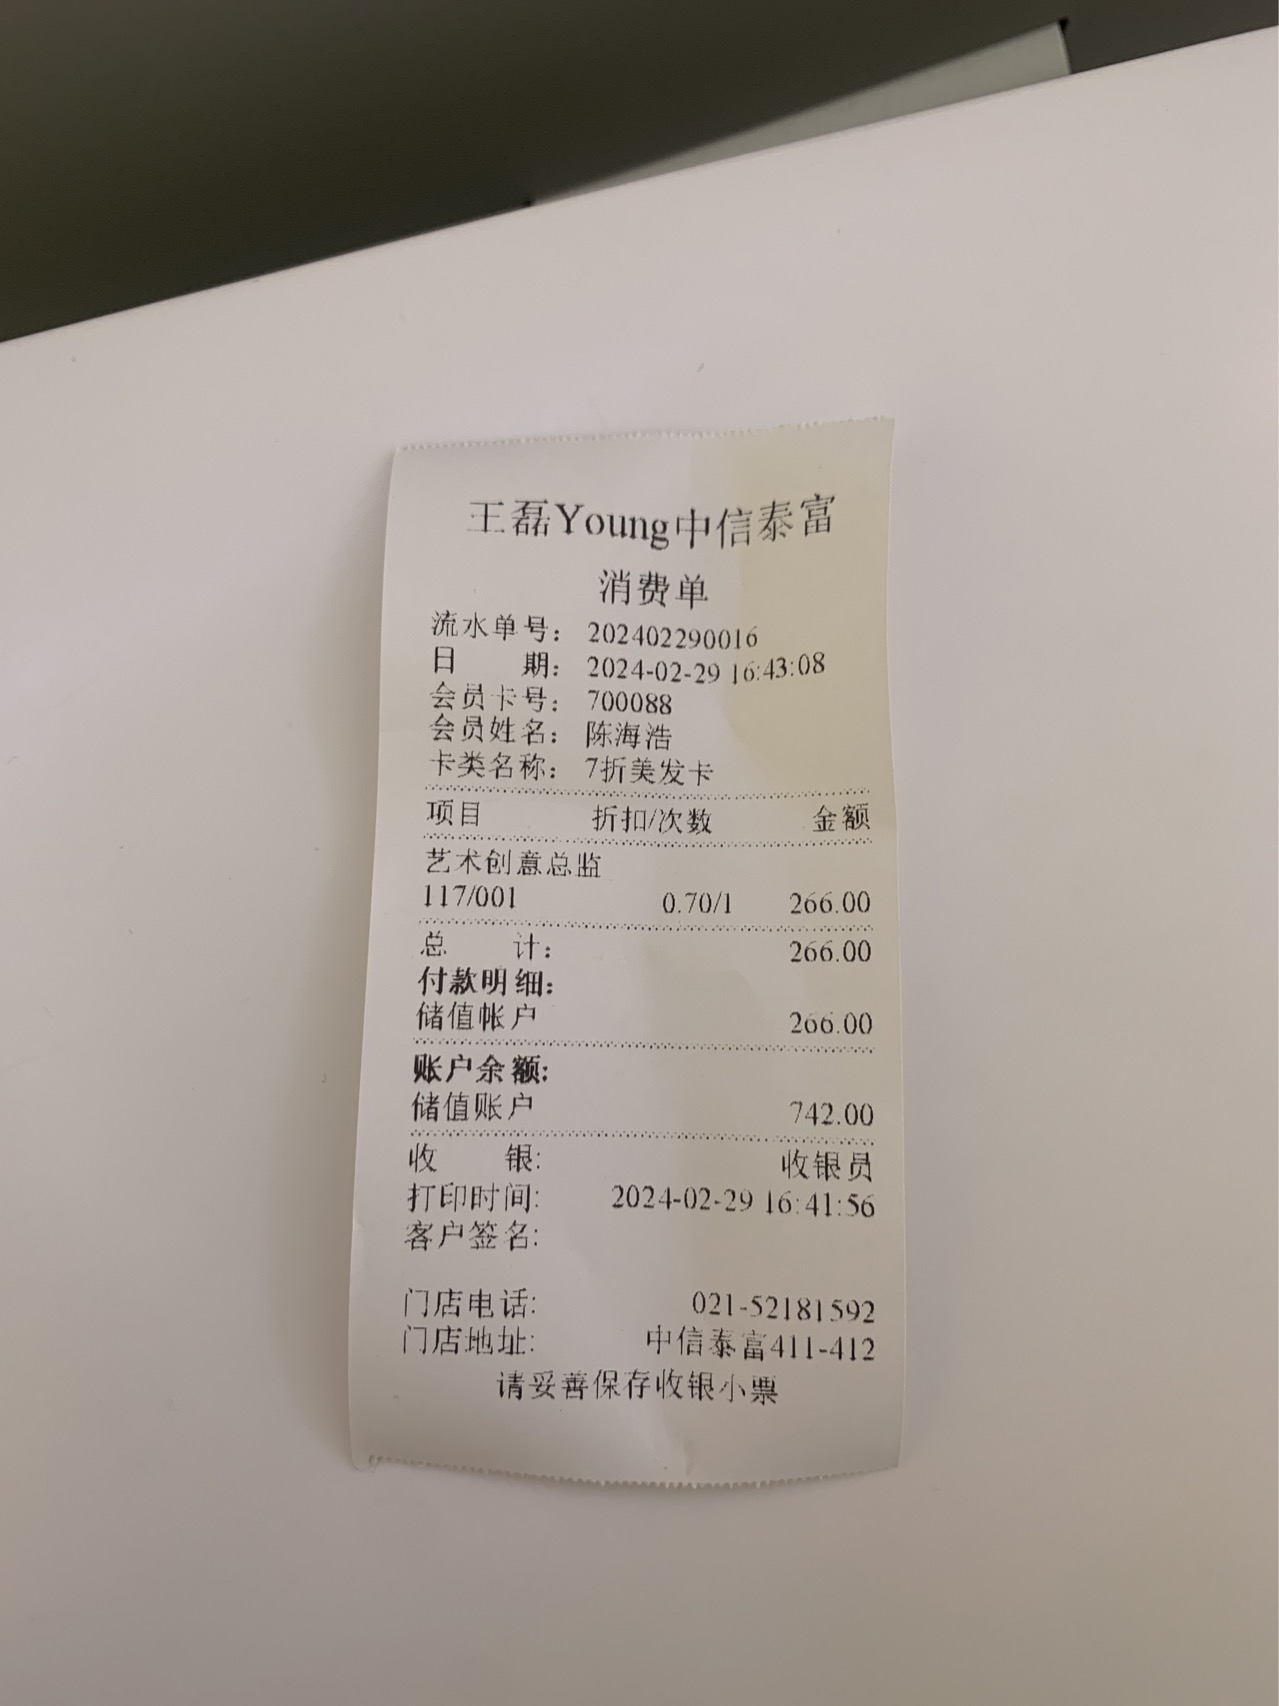 王磊Young中信泰富
消费单
流水单号： 202402290016
日　　期： 2024-02-29 16:43:08
会员卡号： 700088
会员姓名： 陈海浩
卡类名称： 7折美发卡
项目 折扣/次数 金额
艺术创意总监
117/001 0.70/1 266.00
总　　计： 266.00
付款明细：
储值帐户 266.00
账户余额:
储值账户 742.00
收　　银: 收银员
打印时间: 2024-02-29 16:41:56
客户签名:
门店电话: 021-52181592
门店地址: 中信泰富411-412
请妥善保存收银小票